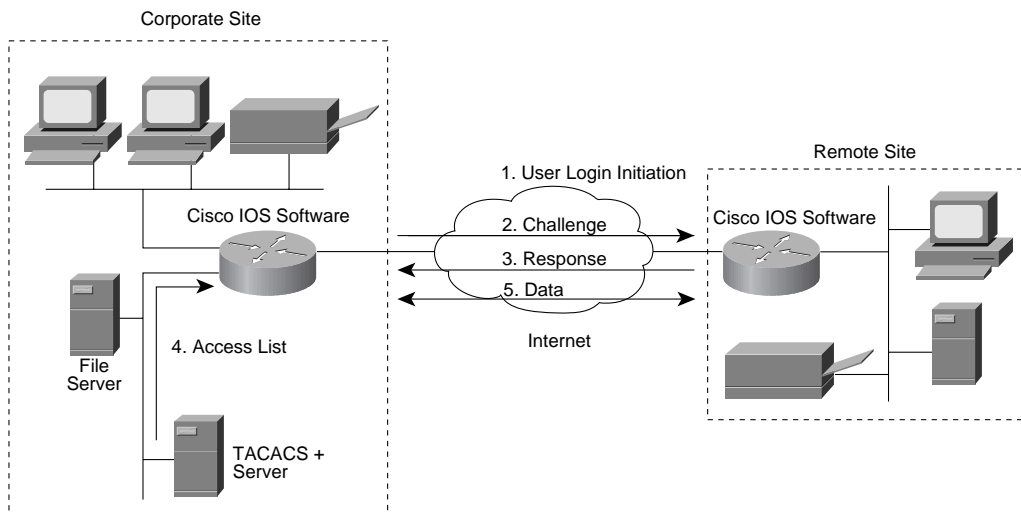 Corporate Site
1. User Login Initiation
Remote Site
Cisco IOS Software
2. Challenge
Cisco IOS Software
3. Response
5. Data
4. Access List
Internet
File
Server
TACACS +
Server